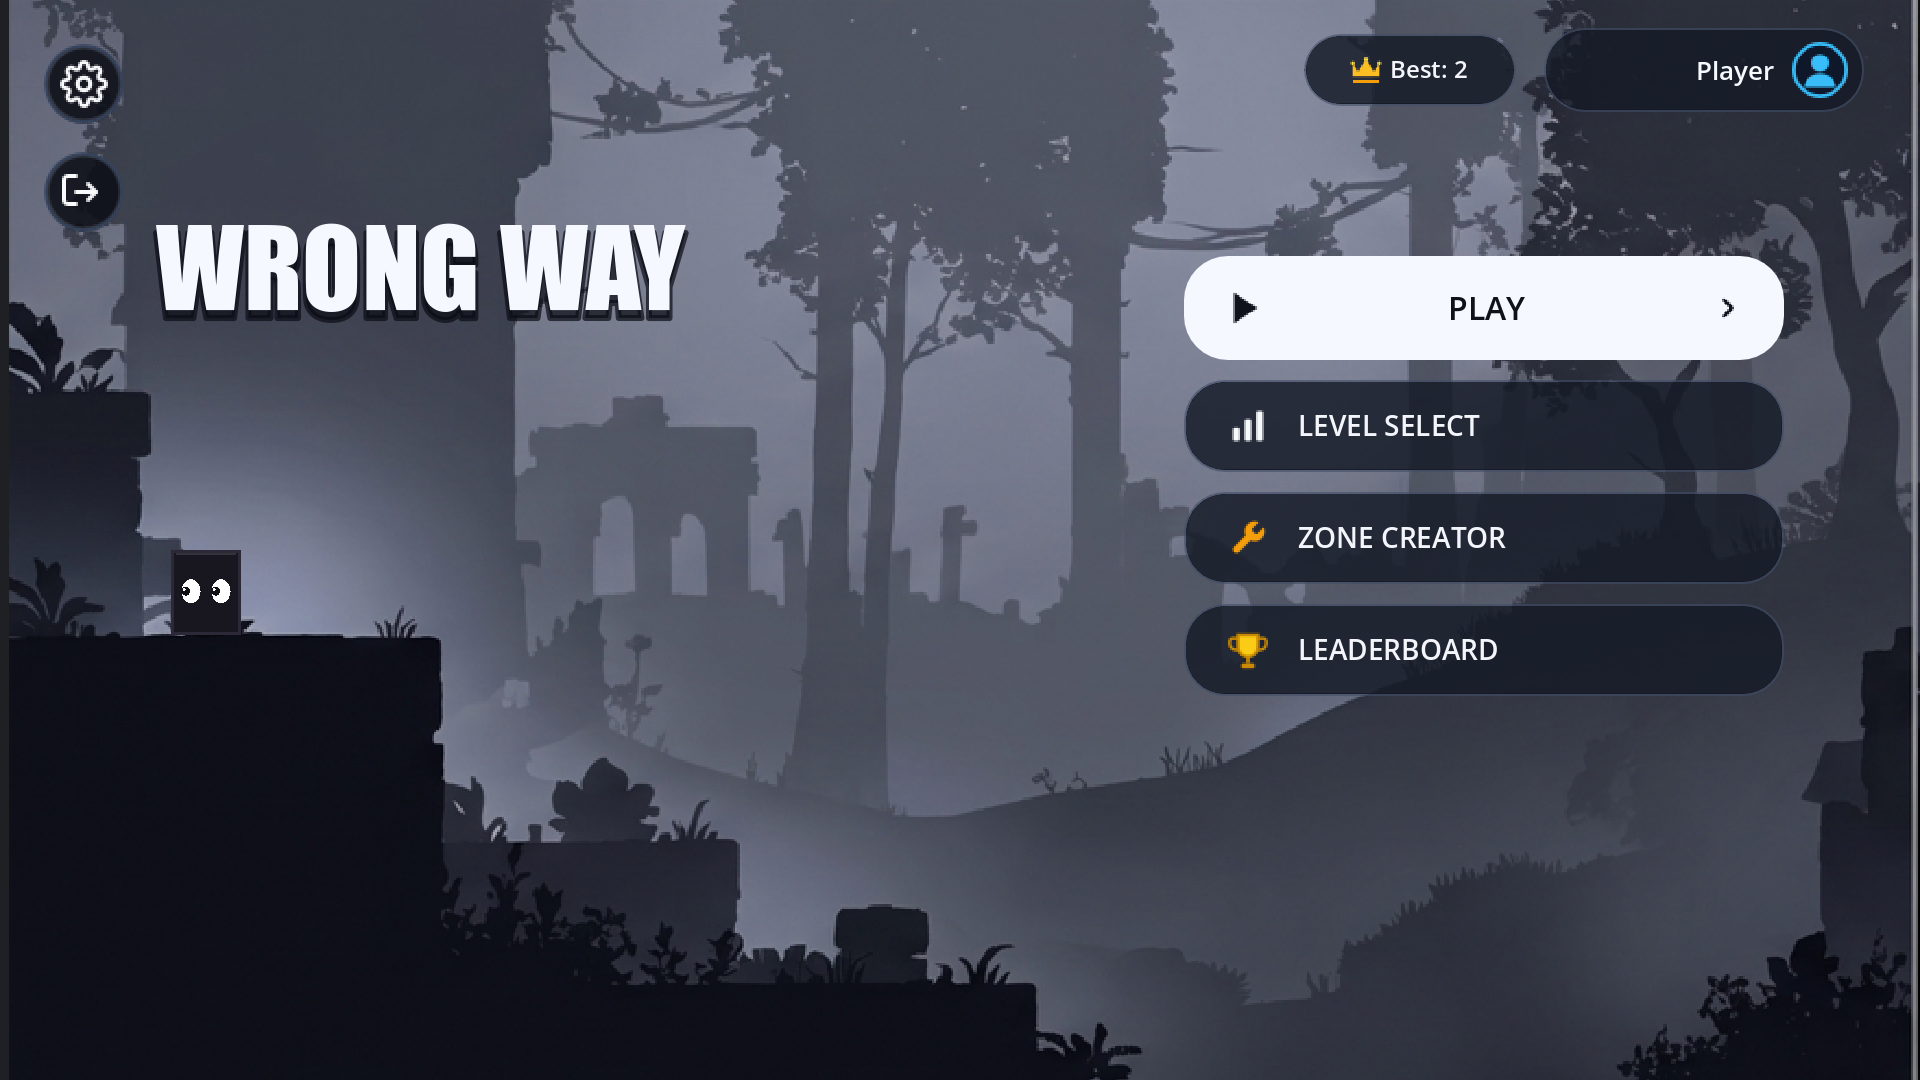 Best: 2
Player
WRONG WAY
PLAY
LEVEL SELECT
ZONE CREATOR
LEADERBOARD